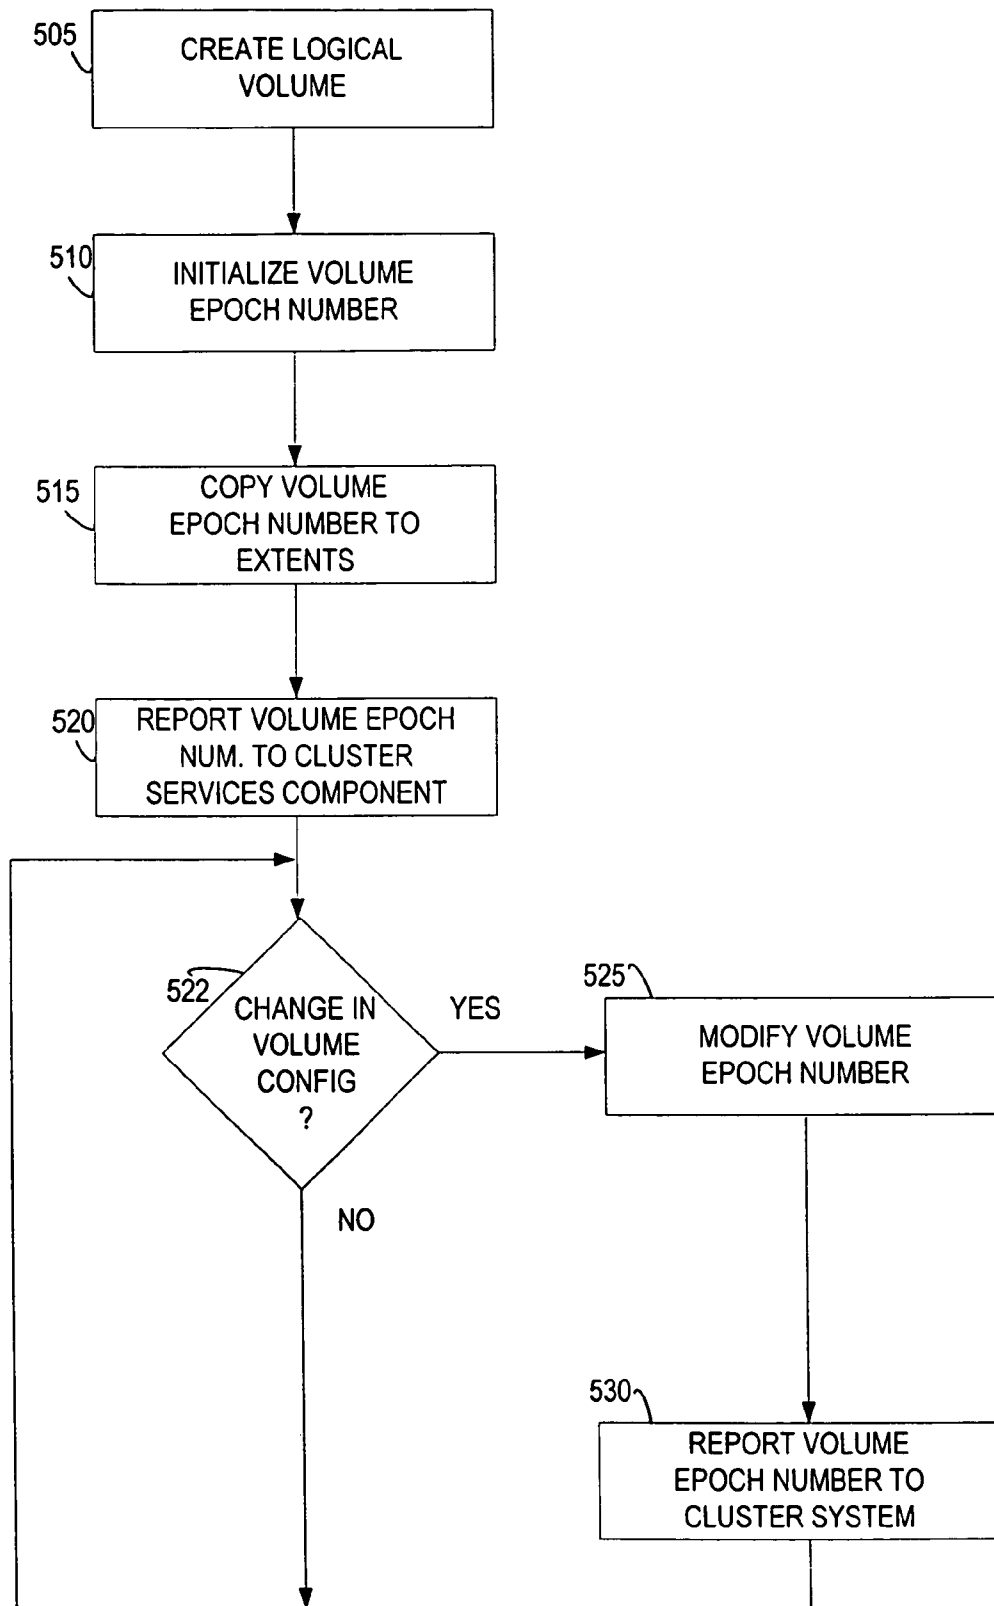 505
CREATE LOGICAL
VOLUME
510
INITIALIZE VOLUME
EPOCH NUMBER
515
COPY VOLUME
EPOCH NUMBER TO
EXTENTS
520
REPORT VOLUME EPOCH
NUM. TO CLUSTER
SERVICES COMPONENT
522
CHANGE IN
VOLUME
CONFIG
?
YES
NO
525
MODIFY VOLUME
EPOCH NUMBER
530
REPORT VOLUME
EPOCH NUMBER TO
CLUSTER SYSTEM